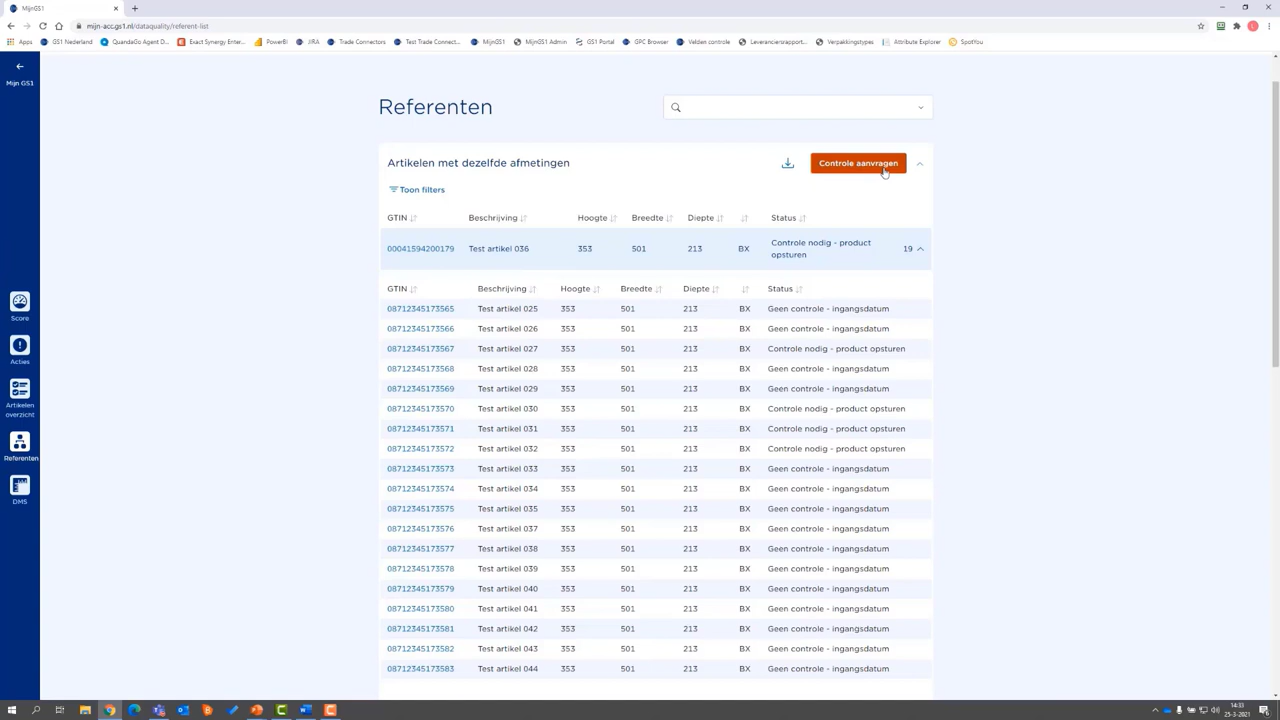 MijnGS1
mijn-acc.gs1.nl/dataquality/referent-list
Apps GS1 Nederland QuandaGo Agent D... Exact Synergy Enter... PowerBI JIRA Trade Connectors Test Trade Connect... MijnGS1 MijnGS1 Admin GS1 Portal GPC Browser Velden controle Leveranciersrapport... Verpakkingstypes Attribute Explorer SpotYou
Mijn GS1
Score
Acties
Artikelen
overzicht
Referenten
DMS
Referenten
Artikelen met dezelfde afmetingen Controle aanvragen
Toon filters
GTIN Beschrijving Hoogte Breedte Diepte Status
00041594200179 Test artikel 036 353 501 213 BX Controle nodig - product opsturen 19
GTIN Beschrijving Hoogte Breedte Diepte Status
08712345173565 Test artikel 025 353 501 213 BX Geen controle - ingangsdatum
08712345173566 Test artikel 026 353 501 213 BX Geen controle - ingangsdatum
08712345173567 Test artikel 027 353 501 213 BX Controle nodig - product opsturen
08712345173568 Test artikel 028 353 501 213 BX Geen controle - ingangsdatum
08712345173569 Test artikel 029 353 501 213 BX Geen controle - ingangsdatum
08712345173570 Test artikel 030 353 501 213 BX Controle nodig - product opsturen
08712345173571 Test artikel 031 353 501 213 BX Controle nodig - product opsturen
08712345173572 Test artikel 032 353 501 213 BX Controle nodig - product opsturen
08712345173573 Test artikel 033 353 501 213 BX Geen controle - ingangsdatum
08712345173574 Test artikel 034 353 501 213 BX Geen controle - ingangsdatum
08712345173575 Test artikel 035 353 501 213 BX Geen controle - ingangsdatum
08712345173576 Test artikel 037 353 501 213 BX Geen controle - ingangsdatum
08712345173577 Test artikel 038 353 501 213 BX Geen controle - ingangsdatum
08712345173578 Test artikel 039 353 501 213 BX Geen controle - ingangsdatum
08712345173579 Test artikel 040 353 501 213 BX Geen controle - ingangsdatum
08712345173580 Test artikel 041 353 501 213 BX Geen controle - ingangsdatum
08712345173581 Test artikel 042 353 501 213 BX Geen controle - ingangsdatum
08712345173582 Test artikel 043 353 501 213 BX Geen controle - ingangsdatum
08712345173583 Test artikel 044 353 501 213 BX Geen controle - ingangsdatum
14:33
25-3-2021